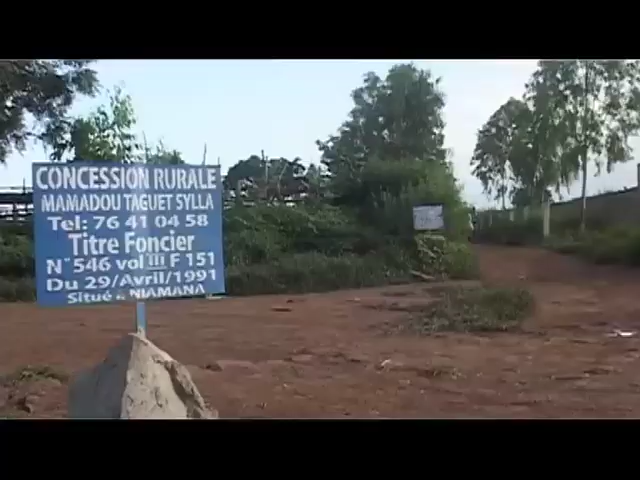 CONCESSION RURALE
MAMADOU TAGUET SYLLA
Tel: 76 41 04 58
Titre Foncier
N°546 vol III F 151
Du 29/Avril/1991
Situé à NIAMANA